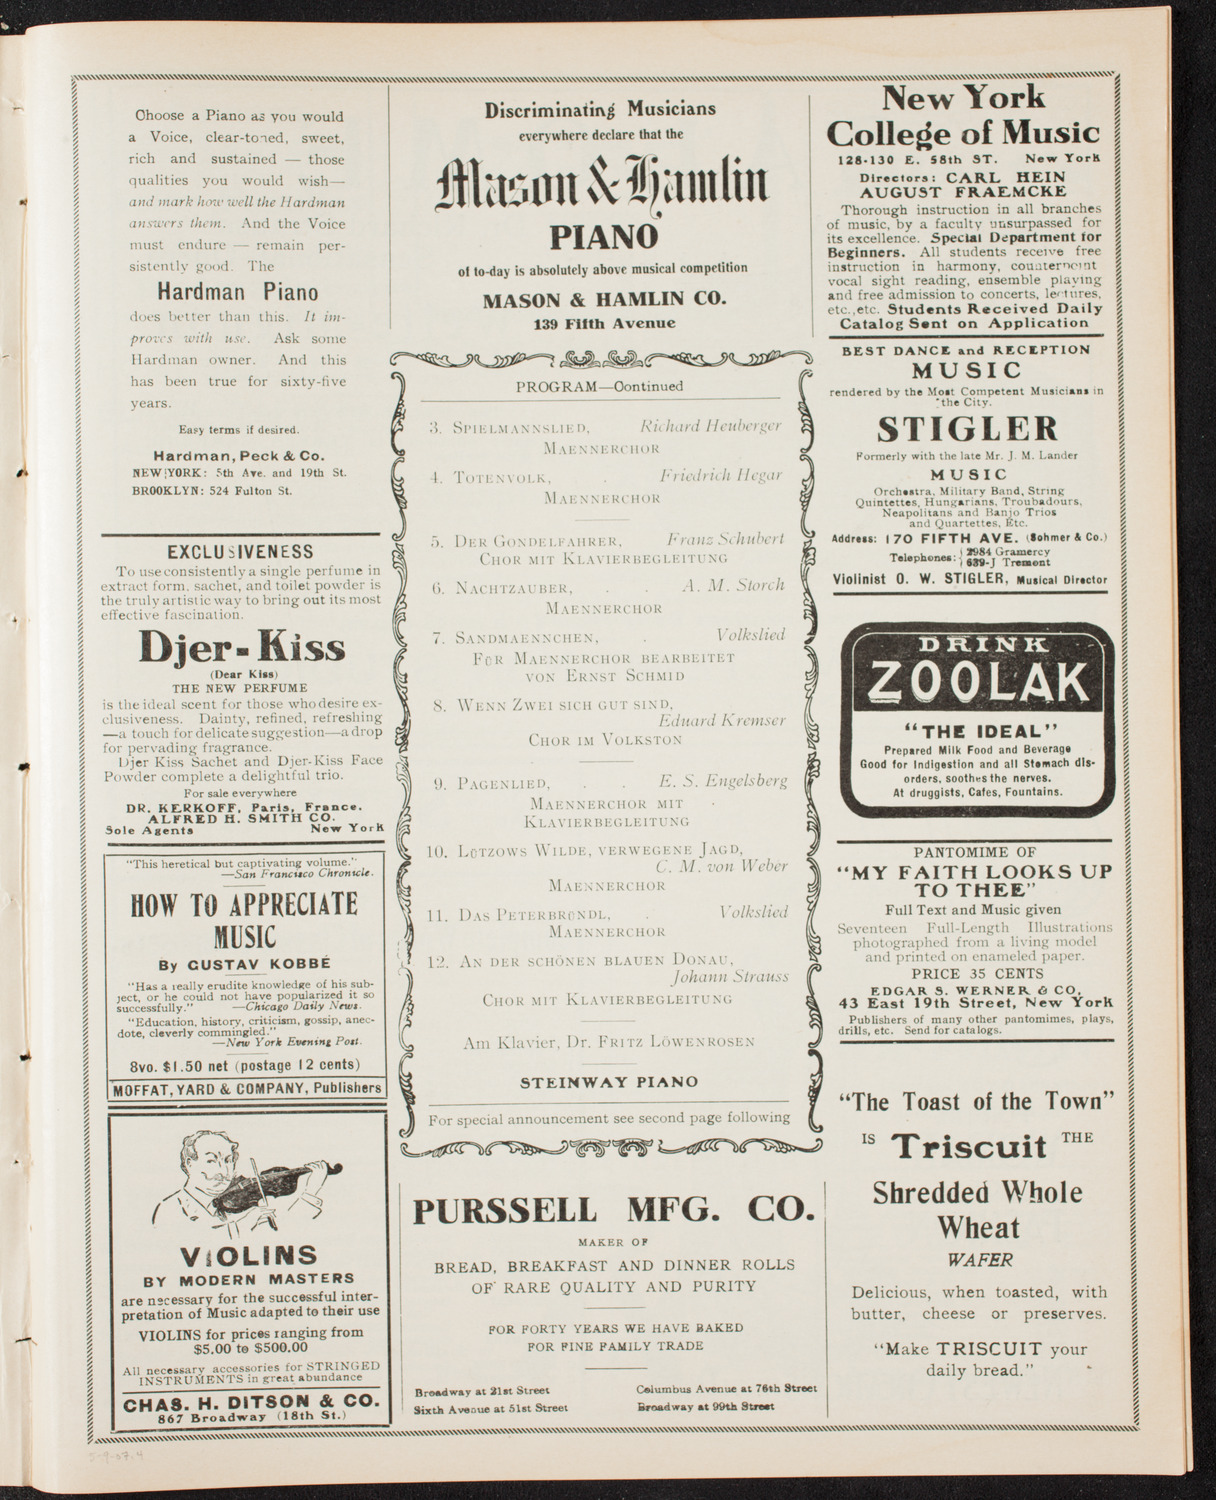 Choose a Piano as you would
a Voice, clear-toned, sweet,
rich and sustained — those
qualities you would wish—
and mark how well the Hardman
answers them. And the Voice
must endure — remain per-
sistently good. The
Hardman Piano
does better than this. It im-
proves with use. Ask some
Hardman owner. And this
has been true for sixty-five
years.
Easy terms if desired.
Hardman, Peck & Co.
NEW YORK: 5th Ave. and 19th St.
BROOKLYN: 524 Fulton St.
EXCLUSIVENESS
To use consistently a single perfume in
extract form, sachet, and toilet powder is
the truly artistic way to bring out its most
effective fascination.
Djer-Kiss
(Dear Kiss)
THE NEW PERFUME
is the ideal scent for those who desire ex-
clusiveness. Dainty, refined, refreshing
—a touch for delicate suggestion—a drop
for pervading fragrance.
Djer Kiss Sachet and Djer-Kiss Face
Powder complete a delightful trio.
For sale everywhere
DR. KERKOFF, Paris, France.
ALFRED H. SMITH CO.
Sole Agents New York
"This heretical but captivating volume."
—San Francisco Chronicle.
HOW TO APPRECIATE
MUSIC
By GUSTAV KOBBÉ
"Has a really erudite knowledge of his sub-
ject, or he could not have popularized it so
successfully." —Chicago Daily News.
"Education, history, criticism, gossip, anec-
dote, cleverly commingled."
—New York Evening Post.
8vo. $1.50 net (postage 12 cents)
MOFFAT, YARD & COMPANY, Publishers
VIOLINS
BY MODERN MASTERS
are necessary for the successful inter-
pretation of Music adapted to their use
VIOLINS for prices ranging from
$5.00 to $500.00
All necessary accessories for STRINGED
INSTRUMENTS in great abundance
CHAS. H. DITSON & CO.
867 Broadway (18th St.)
Discriminating Musicians
everywhere declare that the
Mason & Hamlin
PIANO
of to-day is absolutely above musical competition
MASON & HAMLIN CO.
139 Fifth Avenue
PROGRAM—Continued
3. SPIELMANNSLIED, Richard Heuberger
MAENNERCHOR
4. TOTENVOLK, . Friedrich Hegar
MAENNERCHOR
5. DER GONDELFAHRER, Franz Schubert
CHOR MIT KLAVIERBEGLEITUNG
6. NACHTZAUBER, . . A. M. Storch
MAENNERCHOR
7. SANDMAENNCHEN, . Volkslied
FÜR MAENNERCHOR BEARBEITET
VON ERNST SCHMID
8. WENN ZWEI SICH GUT SIND,
Eduard Kremser
CHOR IM VOLKSTON
9. PAGENLIED, . . E. S. Engelsberg
MAENNERCHOR MIT
KLAVIERBEGLEITUNG
10. LÜTZOWS WILDE, VERWEGENE JAGD,
C. M. von Weber
MAENNERCHOR
11. DAS PETERBRÜNDL, . Volkslied
MAENNERCHOR
12. AN DER SCHÖNEN BLAUEN DONAU,
Johann Strauss
CHOR MIT KLAVIERBEGLEITUNG
Am Klavier, Dr. FRITZ LÖWENROSEN
STEINWAY PIANO
For special announcement see second page following
PURSSELL MFG. CO.
MAKER OF
BREAD, BREAKFAST AND DINNER ROLLS
OF RARE QUALITY AND PURITY
FOR FORTY YEARS WE HAVE BAKED
FOR FINE FAMILY TRADE
Broadway at 21st Street Columbus Avenue at 76th Street
Sixth Avenue at 51st Street Broadway at 99th Street
New York
College of Music
128-130 E. 58th ST. New York
Directors: CARL HEIN
AUGUST FRAEMCKE
Thorough instruction in all branches
of music, by a faculty unsurpassed for
its excellence. Special Department for
Beginners. All students receive free
instruction in harmony, counterpoint
vocal sight reading, ensemble playing
and free admission to concerts, lectures,
etc., etc. Students Received Daily
Catalog Sent on Application
BEST DANCE and RECEPTION
MUSIC
rendered by the Most Competent Musicians in
the City.
STIGLER
Formerly with the late Mr. J. M. Lander
MUSIC
Orchestra, Military Band, String
Quintettes, Hungarians, Troubadours,
Neapolitans and Banjo Trios
and Quartettes, Etc.
Address: 170 FIFTH AVE. (Sohmer & Co.)
Telephones: 2984 Gramercy
639-J Tremont
Violinist O. W. STIGLER, Musical Director
DRINK
ZOOLAK
"THE IDEAL"
Prepared Milk Food and Beverage
Good for Indigestion and all Stomach dis-
orders, soothes the nerves.
At druggists, Cafes, Fountains.
PANTOMIME OF
"MY FAITH LOOKS UP
TO THEE"
Full Text and Music given
Seventeen Full-Length Illustrations
photographed from a living model
and printed on enameled paper.
PRICE 35 CENTS
EDGAR S. WERNER & CO,
43 East 19th Street, New York
Publishers of many other pantomimes, plays,
drills, etc. Send for catalogs.
"The Toast of the Town"
IS Triscuit THE
Shredded Whole
Wheat
WAFER
Delicious, when toasted, with
butter, cheese or preserves.
"Make TRISCUIT your
daily bread."
5-9-07.4